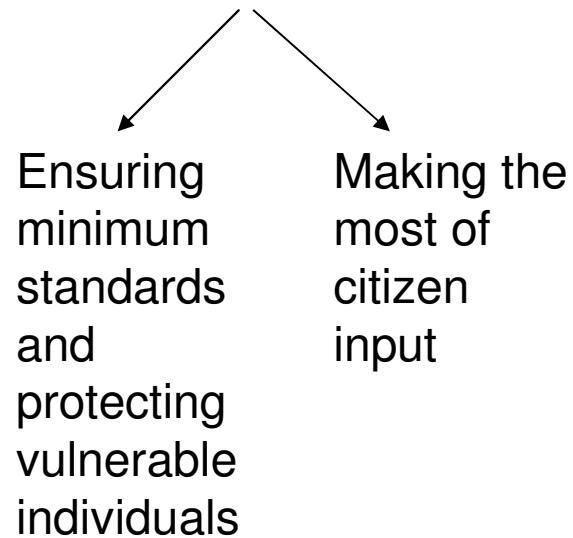 Ensuring
minimum
standards
and
protecting
vulnerable
individuals
Making the
most of
citizen
input